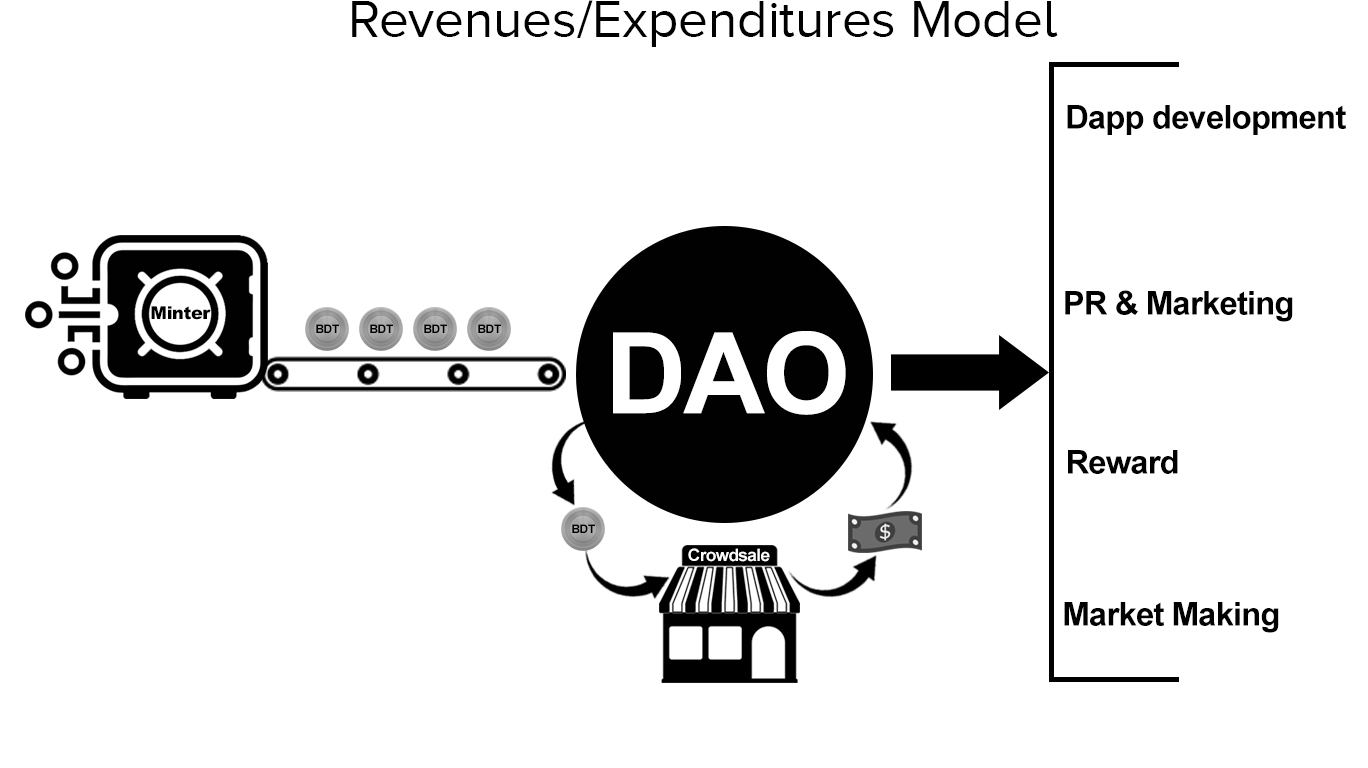 Revenues/Expenditures Model
Dapp development
PR & Marketing
Minter
BDT BDT BDT BDT
DAO
Reward
BDT
$
Crowdsale
Market Making